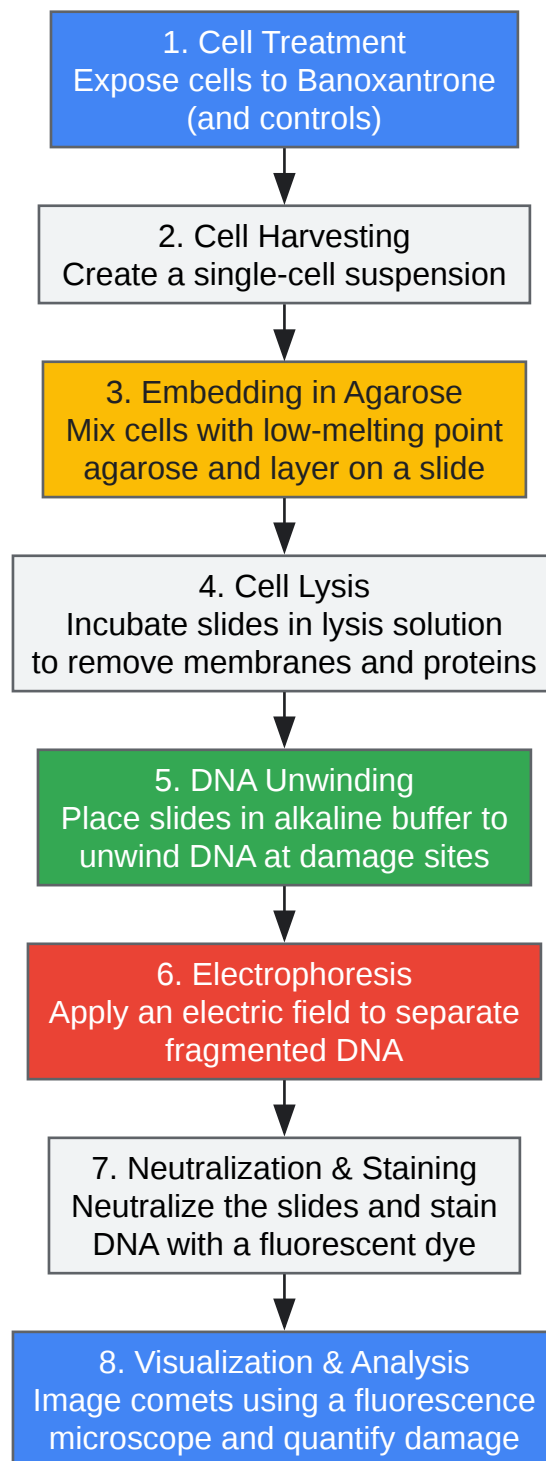 1. Cell Treatment
Expose cells to Banoxantrone
(and controls)
2. Cell Harvesting
Create a single-cell suspension
3. Embedding in Agarose
Mix cells with low-melting point
agarose and layer on a slide
4. Cell Lysis
Incubate slides in lysis solution
to remove membranes and proteins
5. DNA Unwinding
Place slides in alkaline buffer to
unwind DNA at damage sites
6. Electrophoresis
Apply an electric field to separate
fragmented DNA
7. Neutralization & Staining
Neutralize the slides and stain
DNA with a fluorescent dye
8. Visualization & Analysis
Image comets using a fluorescence
microscope and quantify damage